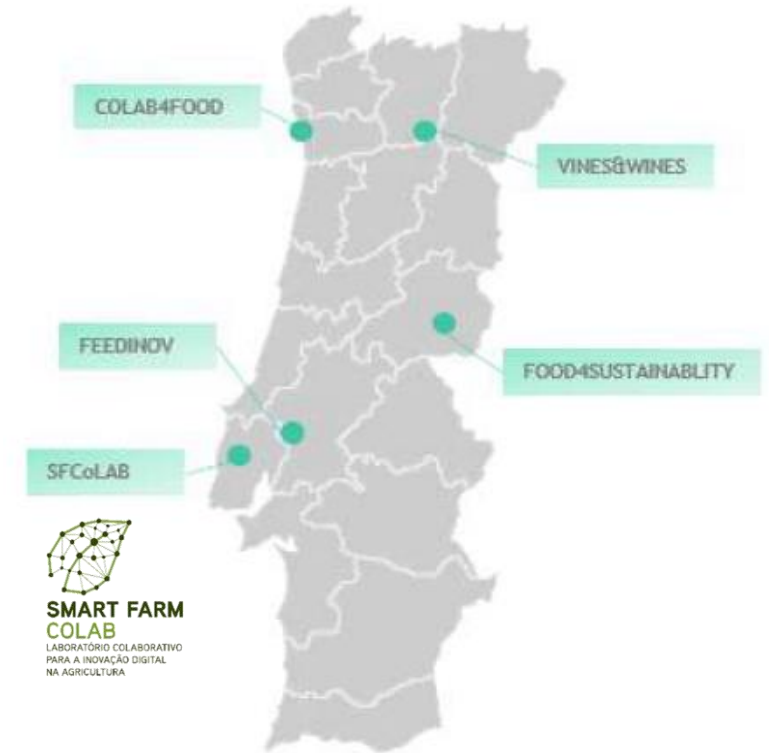 COLAB4FOOD
VINES&WINES
FEEDINOV
FOOD4SUSTAINABLITY
SFCoLAB
SMART FARM
COLAB
LABORATÓRIO COLABORATIVO
PARA A INOVAÇÃO DIGITAL
NA AGRICULTURA